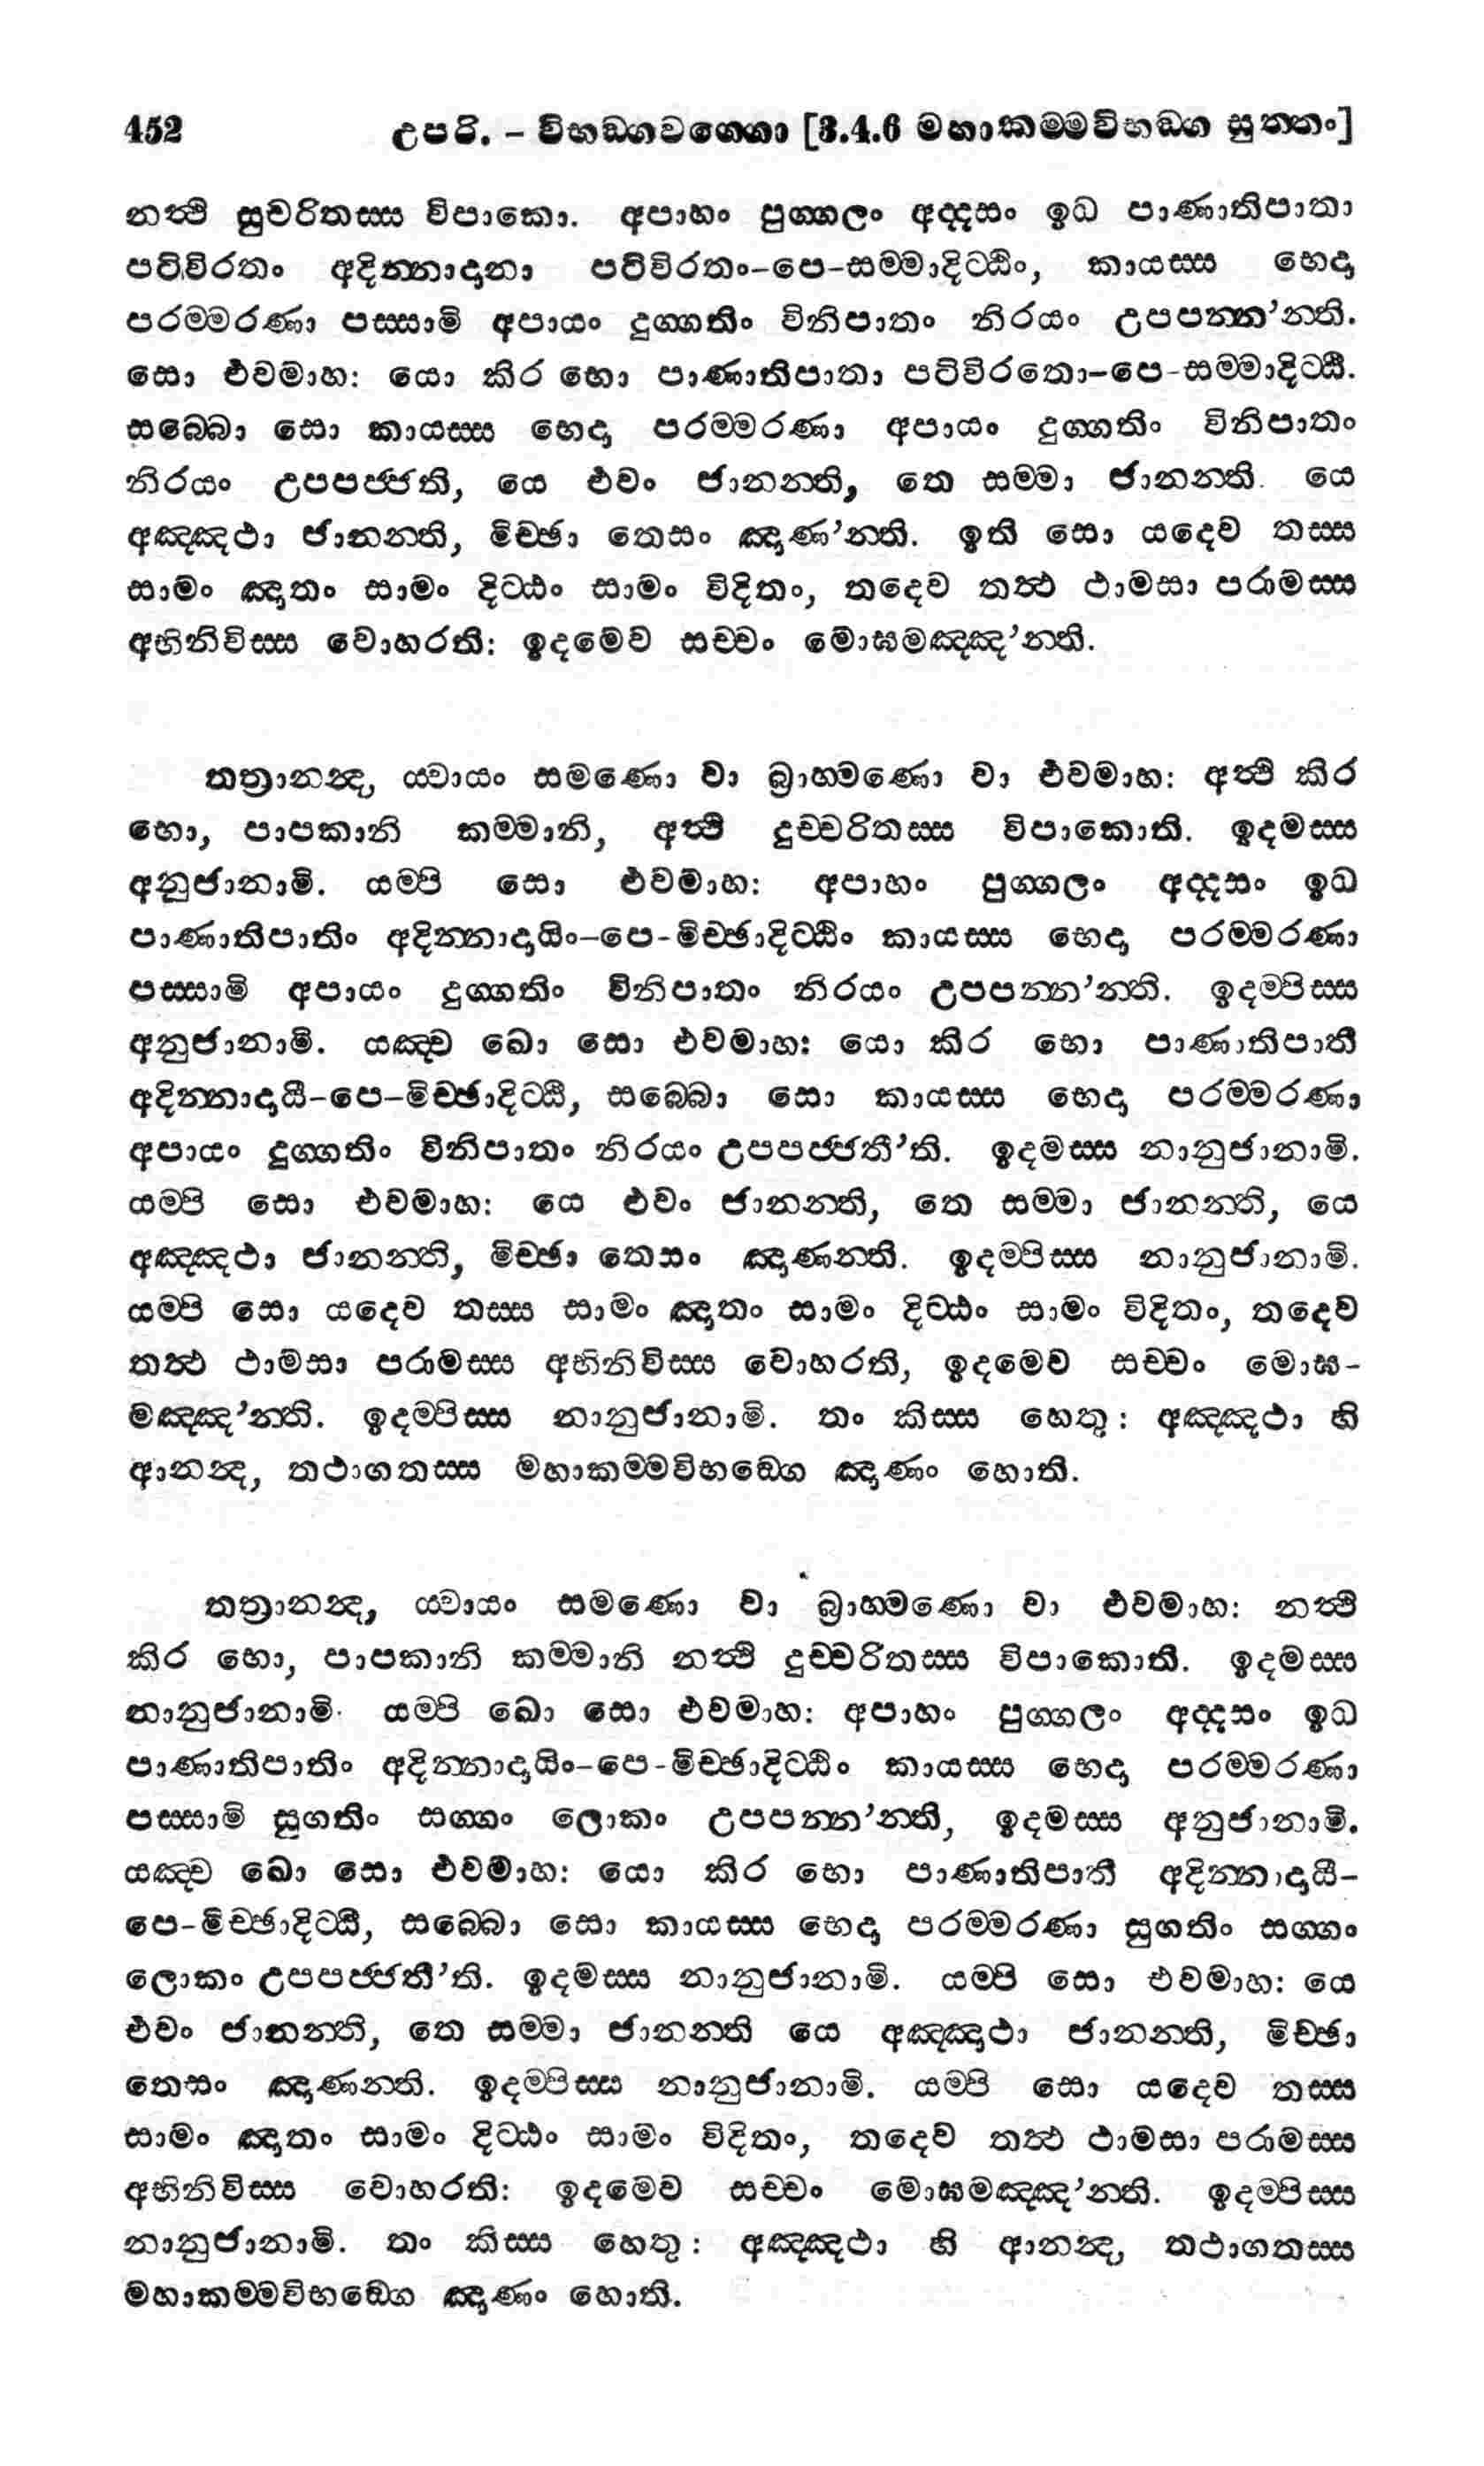 452 උපරි. - විභඞ්ගවග්ගො [3.4.6 මහාකම්මවිභඞ්ග සුත්තං]
නත්ථි සුචරිතස්ස විපාකො. අපාහං පුග්ගලං අද්දසං ඉධ පාණාතිපාතා
පටිවිරතං අදින්නාදානා පටිවිරතං-පෙ-සම්මාදිට්ඨිං, කායස්ස භෙදා
පරම්මරණා පස්සාමි අපායං දුග්ගතිං විනිපාතං නිරයං උපපන්න'න්ති.
සො එවමාහ: යො කිර භො පාණාතිපාතා පටිවිරතො-පෙ-සම්මාදිට්ඨි.
සබ්බො සො කායස්ස භෙදා පරම්මරණා අපායං දුග්ගතිං විනිපාතං
නිරයං උපපජ්ජති, යෙ එවං ජානන්ති, තෙ සම්මා ජානන්ති. යෙ
අඤ්ඤථා ජානන්ති, මිච්ඡා තෙසං ඤාණ'න්ති. ඉති සො යදෙව තස්ස
සාමං ඤාතං සාමං දිට්ඨං සාමං විදිතං, තදෙව තත්ථ ථාමසා පරාමස්ස
අභිනිවිස්ස වොහරති: ඉදමෙව සච්චං මොඝමඤ්ඤ'න්ති.
තත්‍රානන්ද, ය්වායං සමණො වා බ්‍රාහ්මණො වා එවමාහ: අත්ථි කිර
භො, පාපකානි කම්මානි, අත්ථි දුච්චරිතස්ස විපාකොති. ඉදමස්ස
අනුජානාමි. යම්පි සො එවමාහ: අපාහං පුග්ගලං අද්දසං ඉධ
පාණාතිපාතිං අදින්නාදායිං-පෙ-මිච්ඡාදිට්ඨිං කායස්ස භෙදා පරම්මරණා
පස්සාමි අපායං දුග්ගතිං විනිපාතං නිරයං උපපන්න'න්ති. ඉදම්පිස්ස
අනුජානාමි. යඤ්ච ඛො සො එවමාහ: යො කිර භො පාණාතිපාතී
අදින්නාදායී-පෙ-මිච්ඡාදිට්ඨී, සබ්බො සො කායස්ස භෙදා පරම්මරණා
අපායං දුග්ගතිං විනිපාතං නිරයං උපපජ්ජතී'ති. ඉදමස්ස නානුජානාමි.
යම්පි සො එවමාහ: යෙ එවං ජානන්ති, තෙ සම්මා ජානන්ති, යෙ
අඤ්ඤථා ජානන්ති, මිච්ඡා තෙසං ඤාණන්ති. ඉදම්පිස්ස නානුජානාමි.
යම්පි සො යදෙව තස්ස සාමං ඤාතං සාමං දිට්ඨං සාමං විදිතං, තදෙව
තත්ථ ථාමසා පරාමස්ස අභිනිවිස්ස වොහරති, ඉදමෙව සච්චං මොඝ-
මඤ්ඤ'න්ති. ඉදම්පිස්ස නානුජානාමි. තං කිස්ස හෙතු: අඤ්ඤථා හි
ආනන්ද, තථාගතස්ස මහාකම්මවිභඞ්ගෙ ඤාණං හොති.
තත්‍රානන්ද, ය්වායං සමණො වා බ්‍රාහ්මණො වා එවමාහ: නත්ථි
කිර භො, පාපකානි කම්මානි නත්ථි දුච්චරිතස්ස විපාකොති. ඉදමස්ස
නානුජානාමි. යම්පි ඛො සො එවමාහ: අපාහං පුග්ගලං අද්දසං ඉධ
පාණාතිපාතිං අදින්නාදායිං-පෙ-මිච්ඡාදිට්ඨිං කායස්ස භෙදා පරම්මරණා
පස්සාමි සුගතිං සග්ගං ලොකං උපපන්න'න්ති, ඉදමස්ස අනුජානාමි.
යඤ්ච ඛො සො එවමාහ: යො කිර භො පාණාතිපාතී අදින්නාදායී-
පෙ-මිච්ඡාදිට්ඨී, සබ්බො සො කායස්ස භෙදා පරම්මරණා සුගතිං සග්ගං
ලොකං උපපජ්ජතී'ති. ඉදමස්ස නානුජානාමි. යම්පි සො එවමාහ: යෙ
එවං ජානන්ති, තෙ සම්මා ජානන්ති යෙ අඤ්ඤාථා ජානන්ති, මිච්ඡා
තෙසං ඤාණන්ති. ඉදම්පිස්ස නානුජානාමි. යම්පි සො යදෙව තස්ස
සාමං ඤාතං සාමං දිට්ඨං සාමං විදිතං, තදෙව තත්ථ ථාමසා පරාමස්ස
අභිනිවිස්ස වොහරති: ඉදමෙව සච්චං මොඝමඤ්ඤ'න්ති. ඉදම්පිස්ස
නානුජානාමි. තං කිස්ස හෙතු: අඤ්ඤථා හි ආනන්ද, තථාගතස්ස
මහාකම්මවිභඞ්ගෙ ඤාණං හොති.